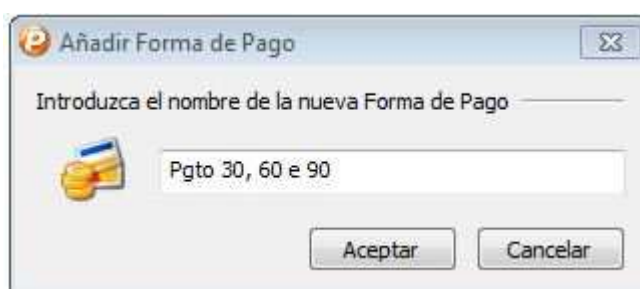 Añadir Forma de Pago
Introduzca el nombre de la nueva Forma de Pago
Pgto 30, 60 e 90
Aceptar
Cancelar